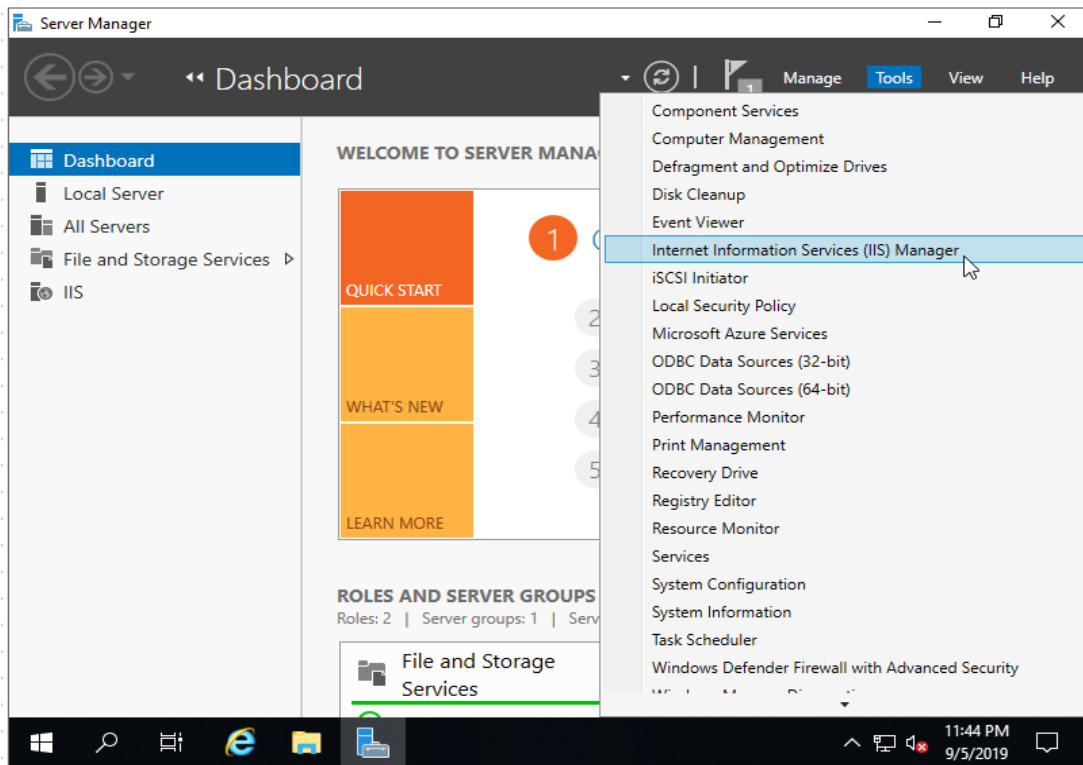 Server Manager
Dashboard
1
Manage
Tools
View
Help
Dashboard
Local Server
All Servers
File and Storage Services
IIS
WELCOME TO SERVER MANA
QUICK START
WHAT'S NEW
LEARN MORE
1
2
3
4
5
ROLES AND SERVER GROUPS
Roles: 2 | Server groups: 1 | Serv
File and Storage
Services
Component Services
Computer Management
Defragment and Optimize Drives
Disk Cleanup
Event Viewer
Internet Information Services (IIS) Manager
iSCSI Initiator
Local Security Policy
Microsoft Azure Services
ODBC Data Sources (32-bit)
ODBC Data Sources (64-bit)
Performance Monitor
Print Management
Recovery Drive
Registry Editor
Resource Monitor
Services
System Configuration
System Information
Task Scheduler
Windows Defender Firewall with Advanced Security
11:44 PM
9/5/2019